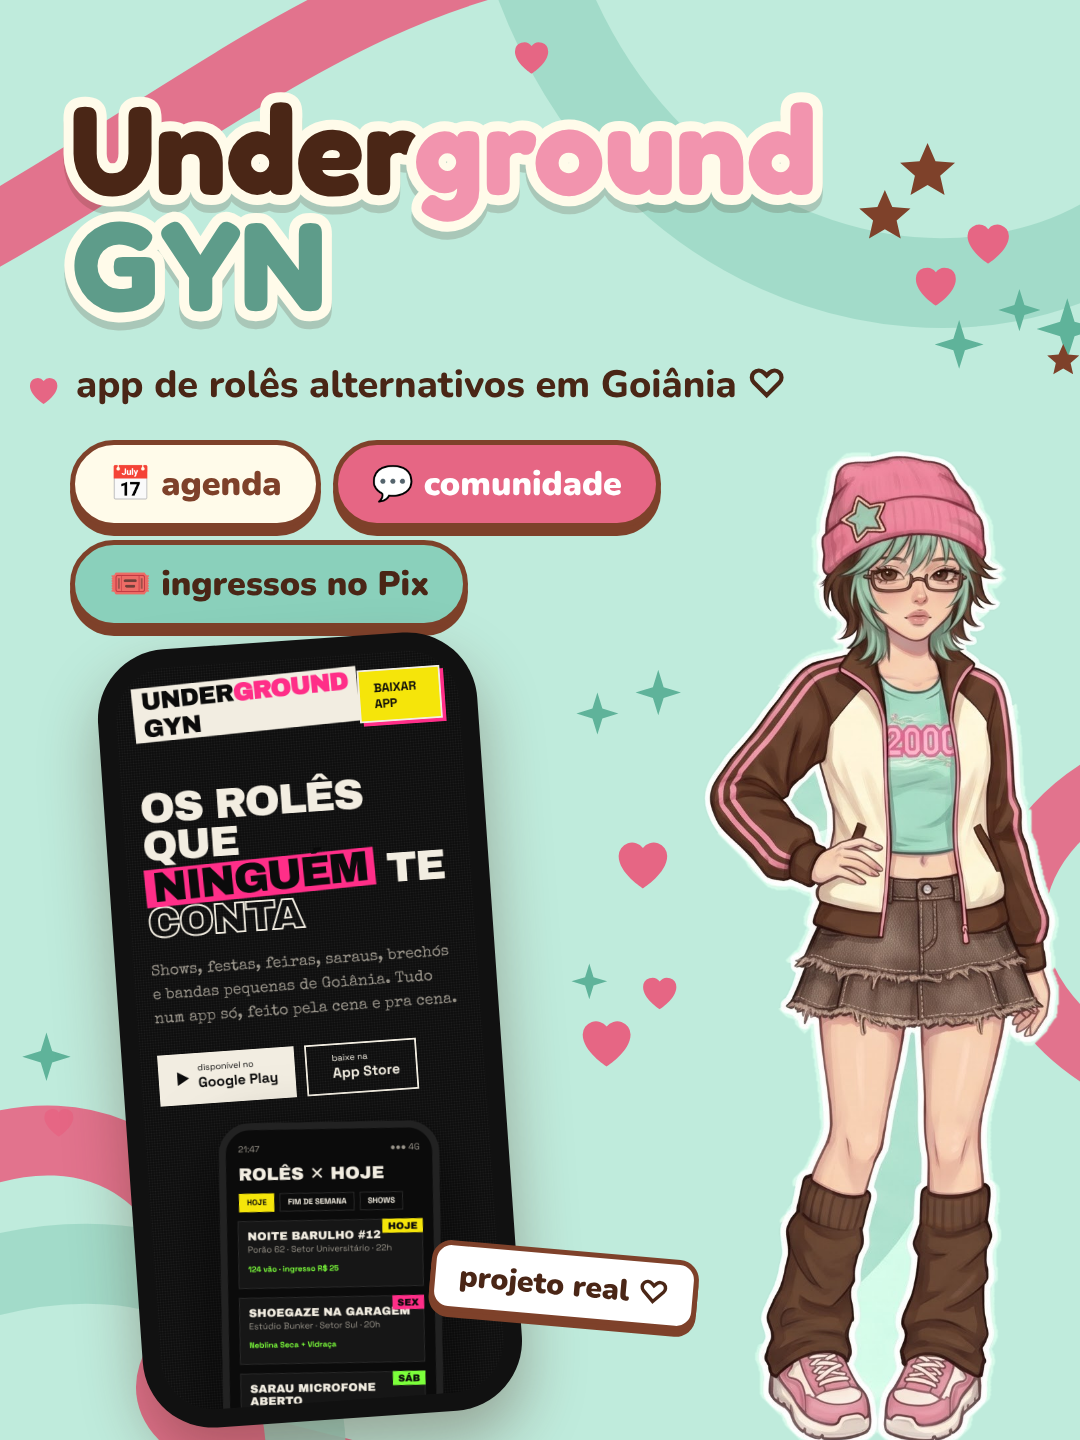 Underground
GYN
app de rolês alternativos em Goiânia ♡
July
17
agenda
comunidade
ingressos no Pix
UNDERGROUND
GYN
BAIXAR
APP
OS ROLÊS
QUE
NINGUÉM TE
CONTA
Shows, festas, feiras, saraus, brechós
e bandas pequenas de Goiânia. Tudo
num app só, feito pela cena e pra cena.
disponível no
Google Play
baixe na
App Store
21:47
●●● 4G
ROLÊS × HOJE
HOJE
FIM DE SEMANA
SHOWS
HOJE
NOITE BARULHO #12
Porão 62 · Setor Universitário · 22h
124 vão · ingresso R$ 25
SEX
SHOEGAZE NA GARAGEM
Estúdio Bunker · Setor Sul · 20h
Neblina Seca + Vidraça
SÁB
SARAU MICROFONE
ABERTO
projeto real ♡
2000